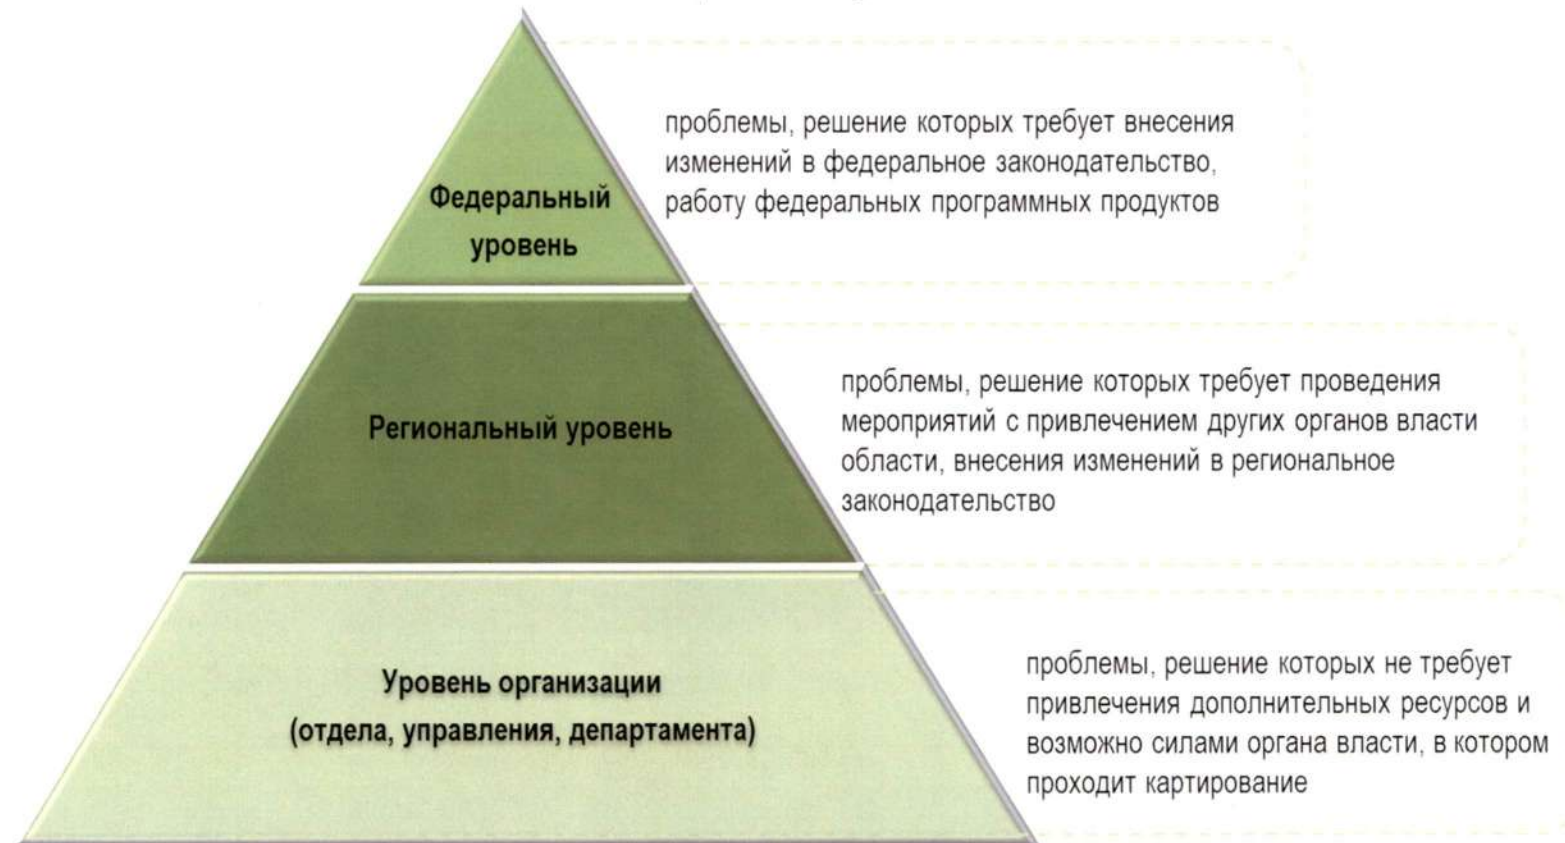 Федеральный
уровень
проблемы, решение которых требует внесения
изменений в федеральное законодательство,
работу федеральных программных продуктов
Региональный уровень
проблемы, решение которых требует проведения
мероприятий с привлечением других органов власти
области, внесения изменений в региональное
законодательство
Уровень организации
(отдела, управления, департамента)
проблемы, решение которых не требует
привлечения дополнительных ресурсов и
возможно силами органа власти, в котором
проходит картирование